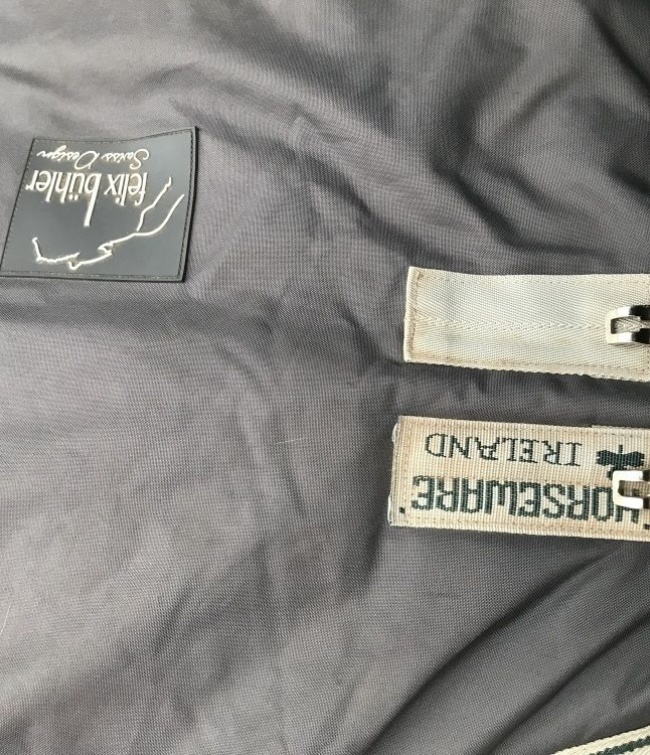 felix bühler
Swiss Design
HORSEWARE
IRELAND